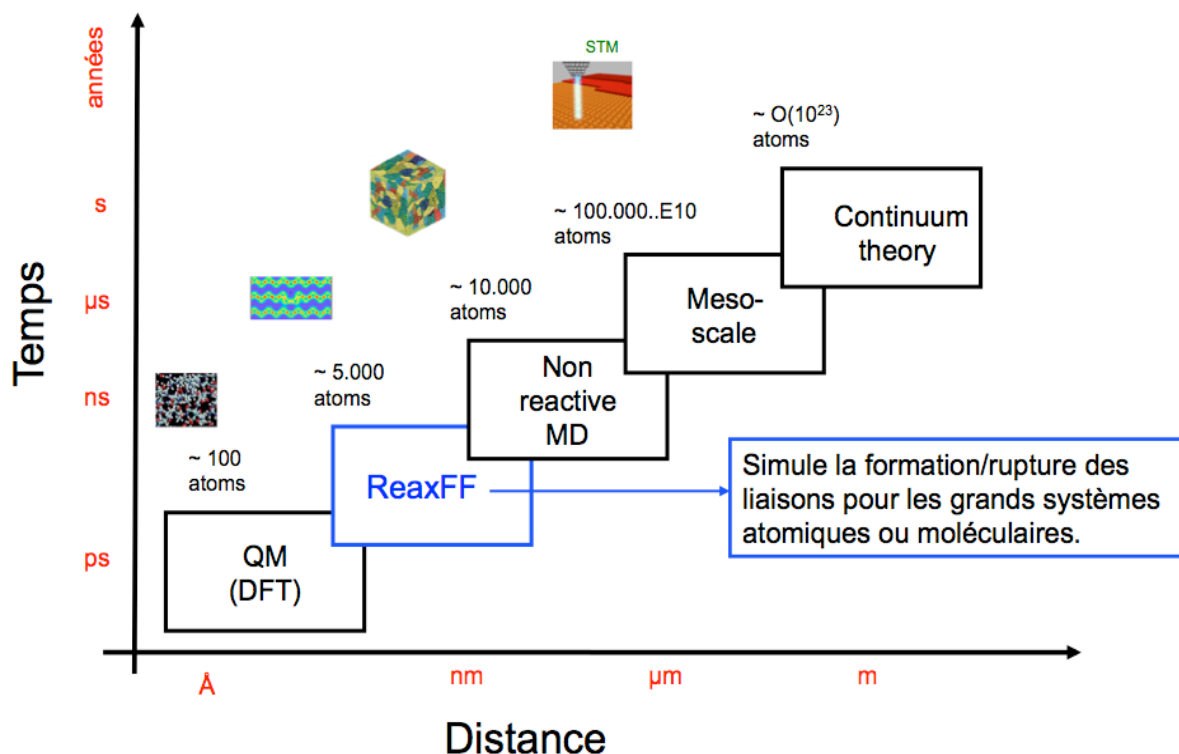 années
STM
~ O(10²³)
atoms
s
~ 100.000..E10
atoms
Continuum
theory
Temps
µs
~ 10.000
atoms
Meso-
scale
ns
~ 5.000
atoms
Non
reactive
MD
~ 100
atoms
ReaxFF
Simule la formation/rupture des
liaisons pour les grands systèmes
atomiques ou moléculaires.
ps
QM
(DFT)
Å
nm
µm
m
Distance